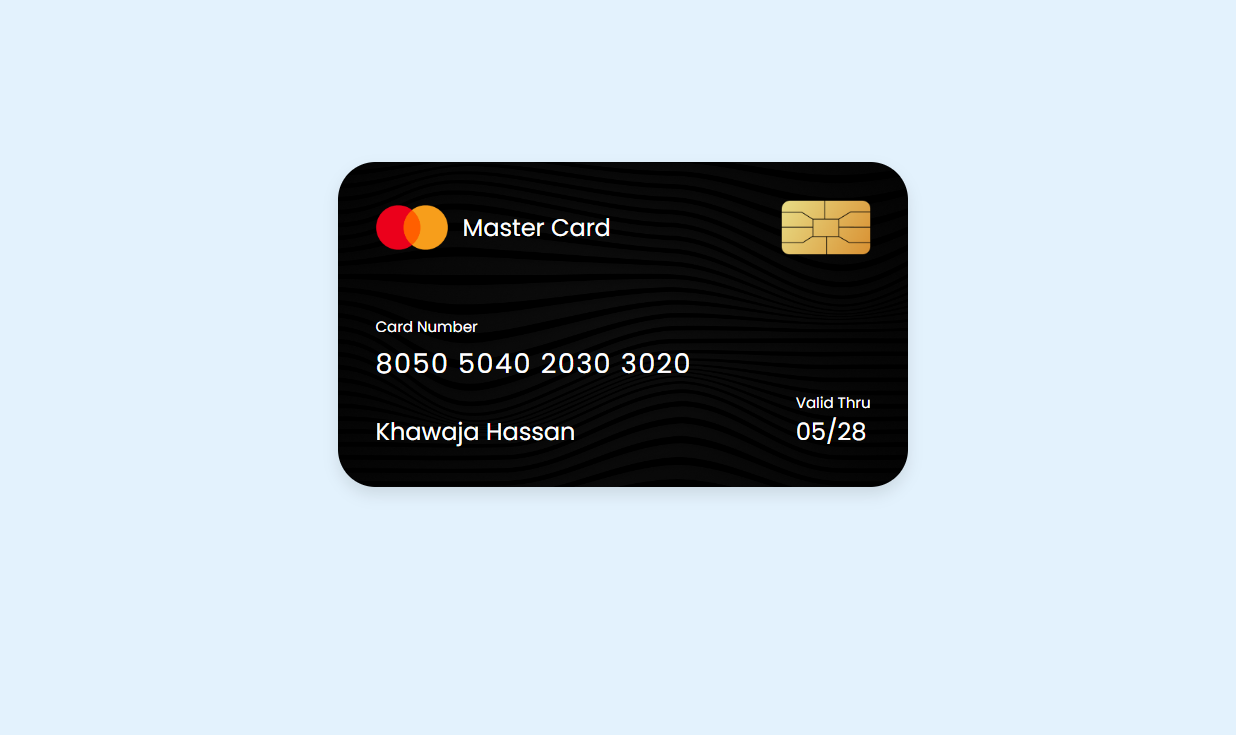 Master Card
Card Number
8050 5040 2030 3020
Valid Thru
Khawaja Hassan
05/28